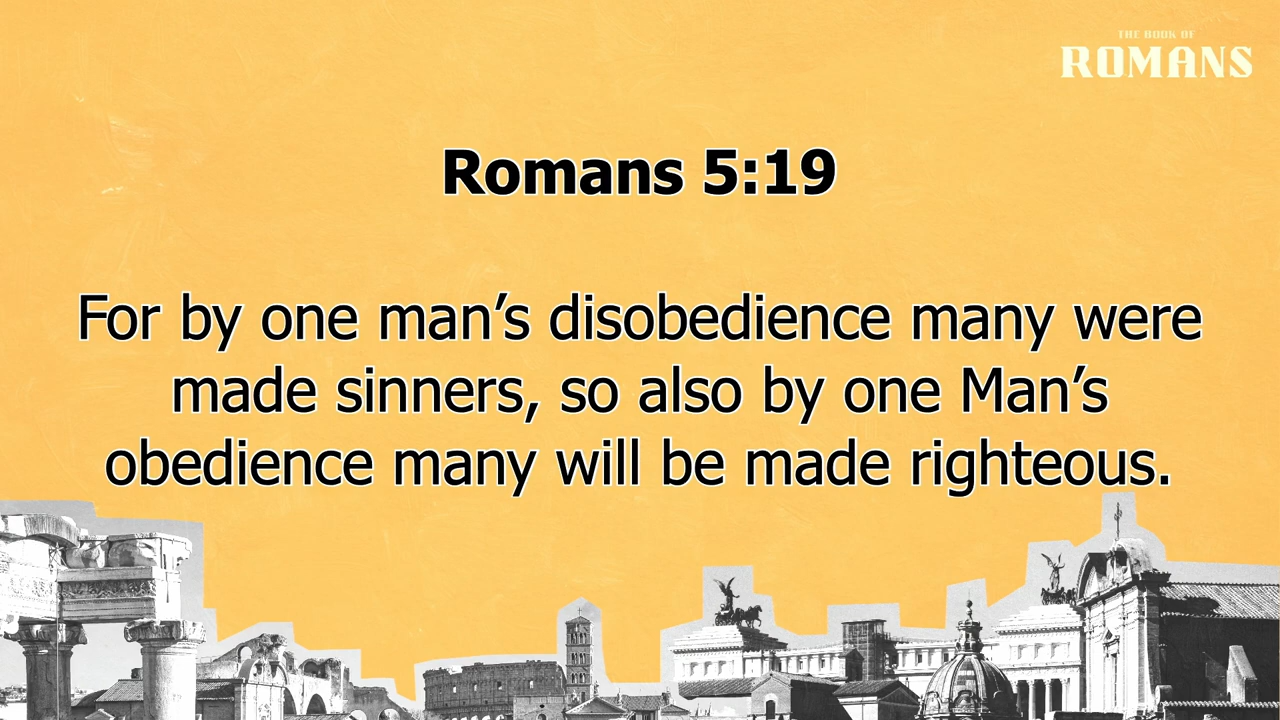 THE BOOK OF
ROMANS
Romans 5:19
For by one man’s disobedience many were
made sinners, so also by one Man’s
obedience many will be made righteous.